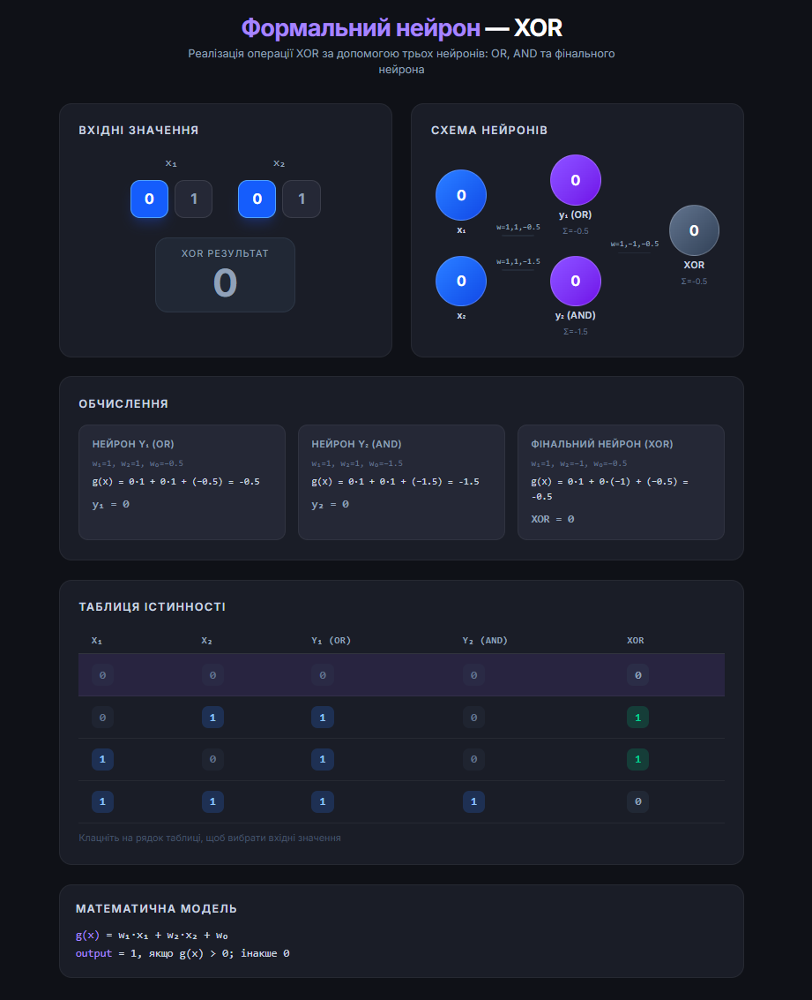 Формальний нейрон — XOR
Реалізація операції XOR за допомогою трьох нейронів: OR, AND та фінального
нейрона
ВХІДНІ ЗНАЧЕННЯ
x₁ x₂
0 1 0 1
XOR РЕЗУЛЬТАТ
0
СХЕМА НЕЙРОНІВ
0
x₁
0
x₂
w=1,1,−0.5
w=1,1,−1.5
0
y₁ (OR)
Σ=-0.5
0
y₂ (AND)
Σ=-1.5
w=1,−1,−0.5
0
XOR
Σ=-0.5
ОБЧИСЛЕННЯ
НЕЙРОН Y₁ (OR)
w₁=1, w₂=1, w₀=−0.5
g(x) = 0·1 + 0·1 + (−0.5) = -0.5
y₁ = 0
НЕЙРОН Y₂ (AND)
w₁=1, w₂=1, w₀=−1.5
g(x) = 0·1 + 0·1 + (−1.5) = -1.5
y₂ = 0
ФІНАЛЬНИЙ НЕЙРОН (XOR)
w₁=1, w₂=−1, w₀=−0.5
g(x) = 0·1 + 0·(−1) + (−0.5) =
-0.5
XOR = 0
ТАБЛИЦЯ ІСТИННОСТІ
X₁ X₂ Y₁ (OR) Y₂ (AND) XOR
0 0 0 0 0
0 1 1 0 1
1 0 1 0 1
1 1 1 1 0
Клацніть на рядок таблиці, щоб вибрати вхідні значення
МАТЕМАТИЧНА МОДЕЛЬ
g(x) = w₁·x₁ + w₂·x₂ + w₀
output = 1, якщо g(x) > 0; інакше 0